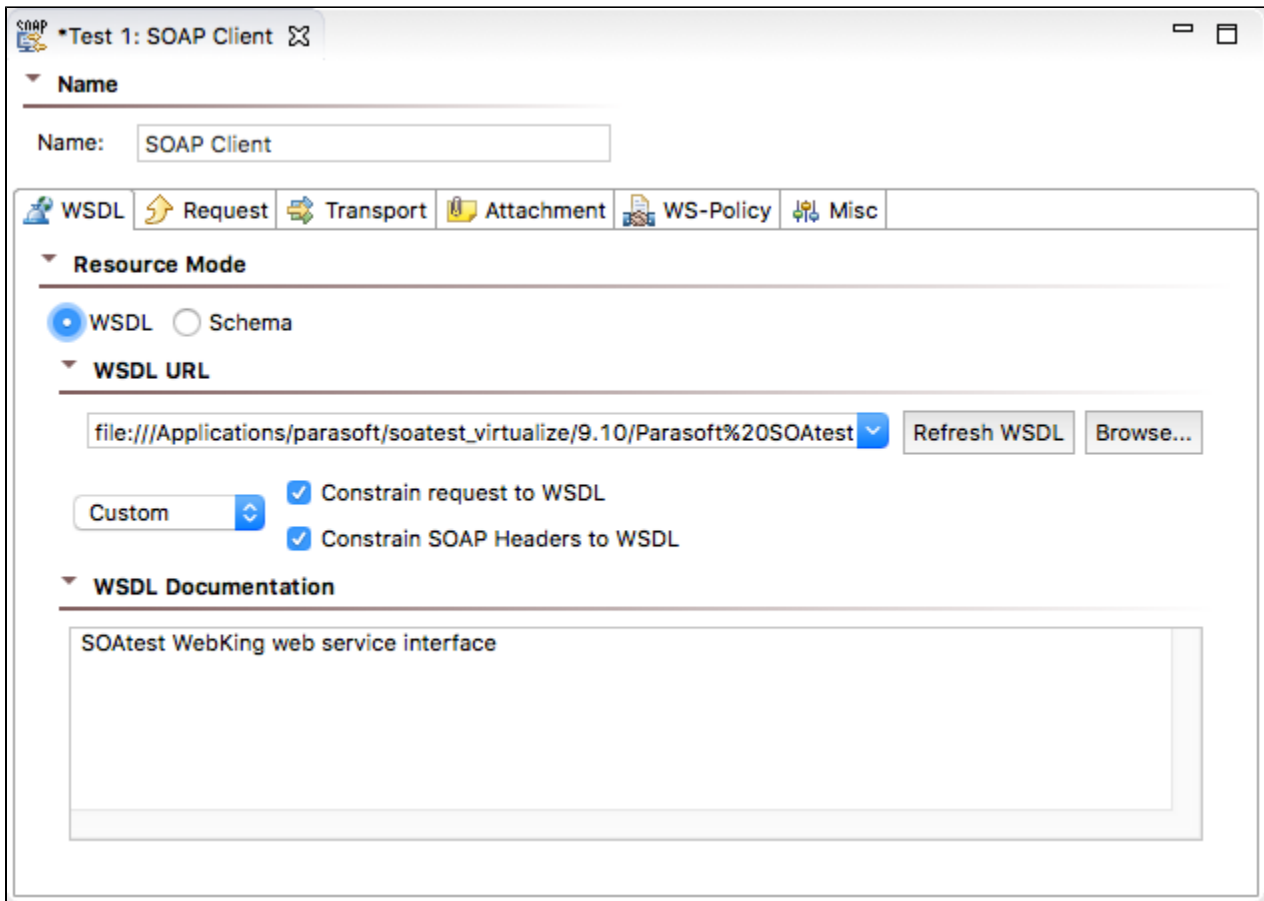 SOAP
*Test 1: SOAP Client
Name
Name: SOAP Client
WSDL Request Transport Attachment WS-Policy Misc
Resource Mode
WSDL Schema
WSDL URL
file:///Applications/parasoft/soatest_virtualize/9.10/Parasoft%20SOAtest Refresh WSDL Browse...
Constrain request to WSDL
Custom
Constrain SOAP Headers to WSDL
WSDL Documentation
SOAtest WebKing web service interface